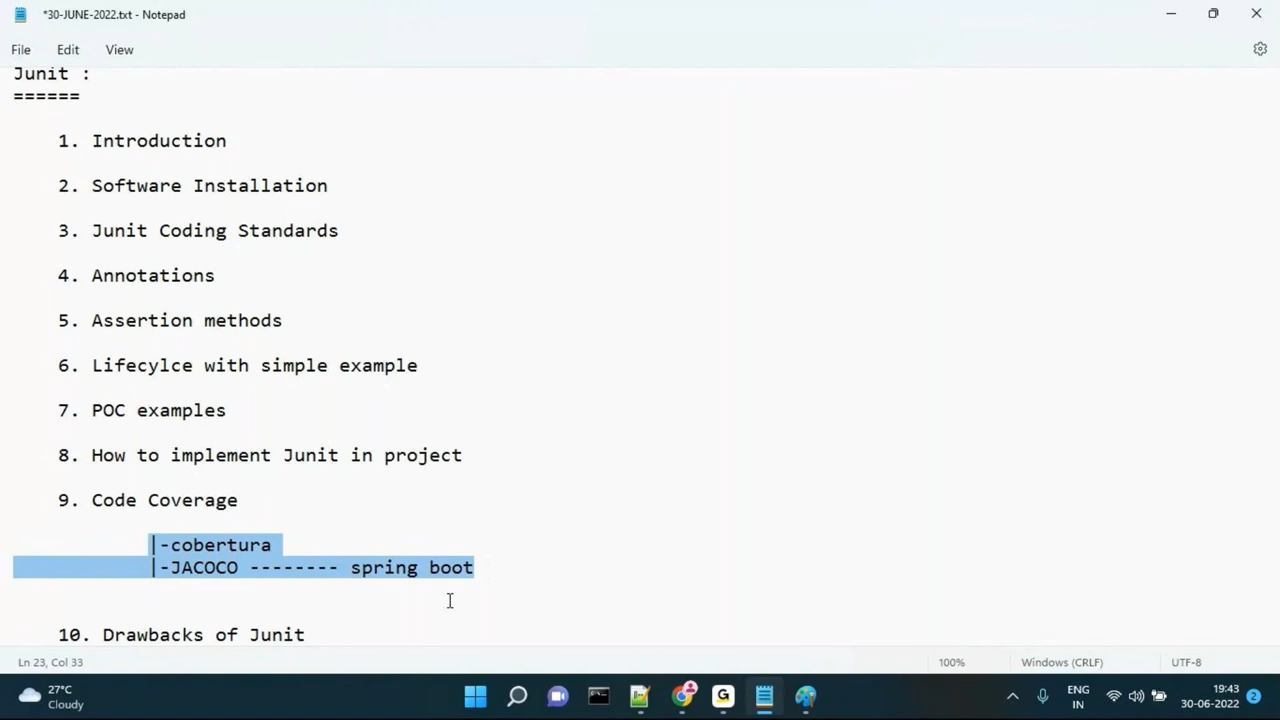 *30-JUNE-2022.txt - Notepad
File Edit View
Junit :
======
1. Introduction
2. Software Installation
3. Junit Coding Standards
4. Annotations
5. Assertion methods
6. Lifecylce with simple example
7. POC examples
8. How to implement Junit in project
9. Code Coverage
|-cobertura
|-JACOCO -------- spring boot
10. Drawbacks of Junit
Ln 23, Col 33 100% Windows (CRLF) UTF-8
27°C
Cloudy
ENG
IN
19:43
30-06-2022
2